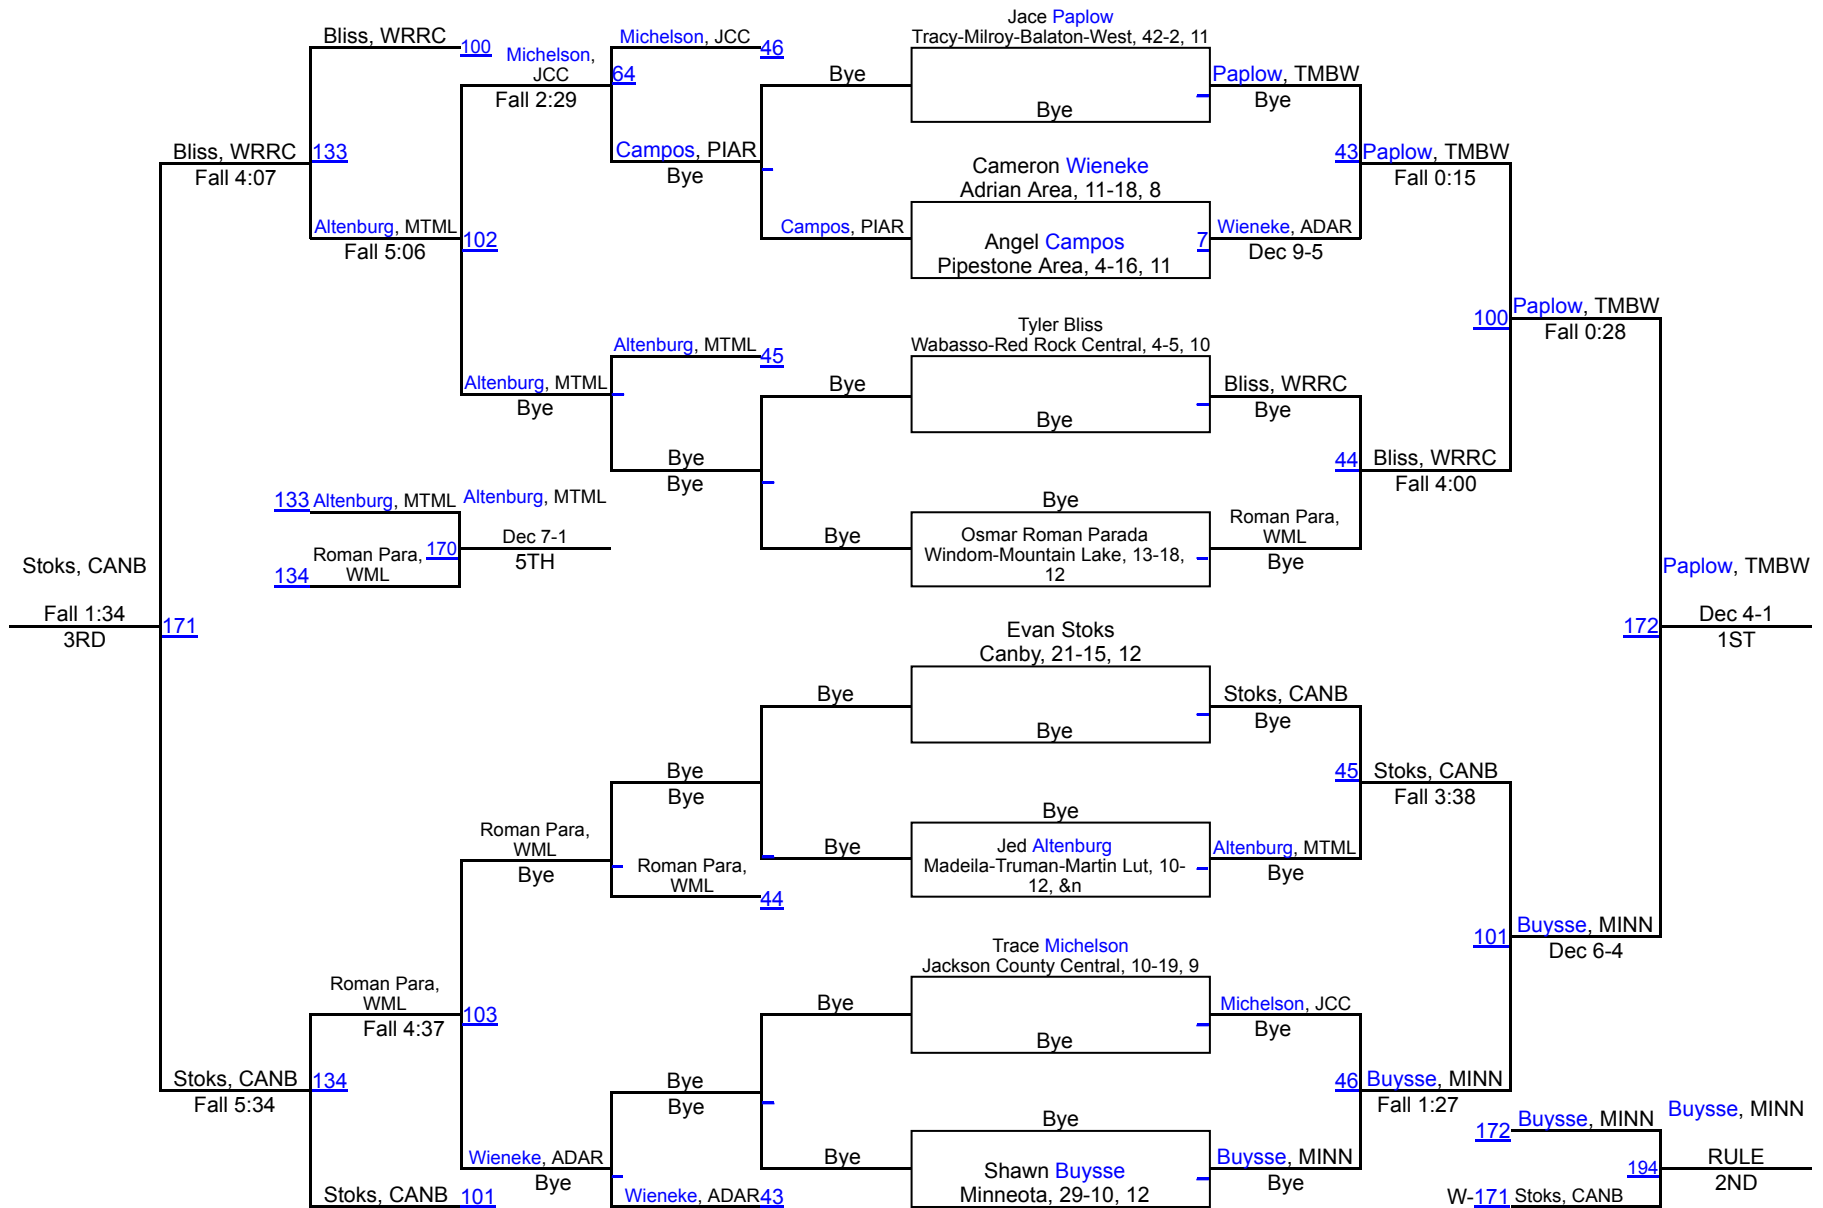 Jace Paplow
Tracy-Milroy-Balaton-West, 42-2, 11
Bye
Cameron Wieneke
Adrian Area, 11-18, 8
Angel Campos
Pipestone Area, 4-16, 11
7
Tyler Bliss
Wabasso-Red Rock Central, 4-5, 10
Bye
Bye
Osmar Roman Parada
Windom-Mountain Lake, 13-18,
12
Evan Stoks
Canby, 21-15, 12
Bye
Bye
Jed Altenburg
Madeila-Truman-Martin Lut, 10-
12, &n
Trace Michelson
Jackson County Central, 10-19, 9
Bye
Bye
Shawn Buysse
Minneota, 29-10, 12
Paplow, TMBW
Bye
Wieneke, ADAR
Dec 9-5
Bliss, WRRC
Bye
Roman Para,
WML
Bye
Stoks, CANB
Bye
Altenburg, MTML
Bye
Michelson, JCC
Bye
Buysse, MINN
Bye
43 Paplow, TMBW
Fall 0:15
44 Bliss, WRRC
Fall 4:00
45 Stoks, CANB
Fall 3:38
46 Buysse, MINN
Fall 1:27
100 Paplow, TMBW
Fall 0:28
101 Buysse, MINN
Dec 6-4
Paplow, TMBW
172 Dec 4-1
1ST
Buysse, MINN
172
Buysse, MINN
194 RULE
2ND
W-171 Stoks, CANB
Bye
Campos, PIAR
Bye
Bye
Bye
Bye
Bye
Bye
Michelson, JCC 46
Campos, PIAR
Bye
Altenburg, MTML 45
Bye
Bye
Bye
Bye
Roman Para,
WML
44
Bye
Bye
Wieneke, ADAR 43
Michelson,
JCC
64
Fall 2:29
Altenburg, MTML
Bye
Roman Para,
WML
Bye
Wieneke, ADAR
Bye
Bliss, WRRC 100
Altenburg, MTML
102
Fall 5:06
Roman Para,
WML
103
Fall 4:37
Stoks, CANB 101
Bliss, WRRC 133
Fall 4:07
Stoks, CANB 134
Fall 5:34
133 Altenburg, MTML Altenburg, MTML
Roman Para,
WML
170
134
Dec 7-1
5TH
Stoks, CANB
Fall 1:34
171
3RD